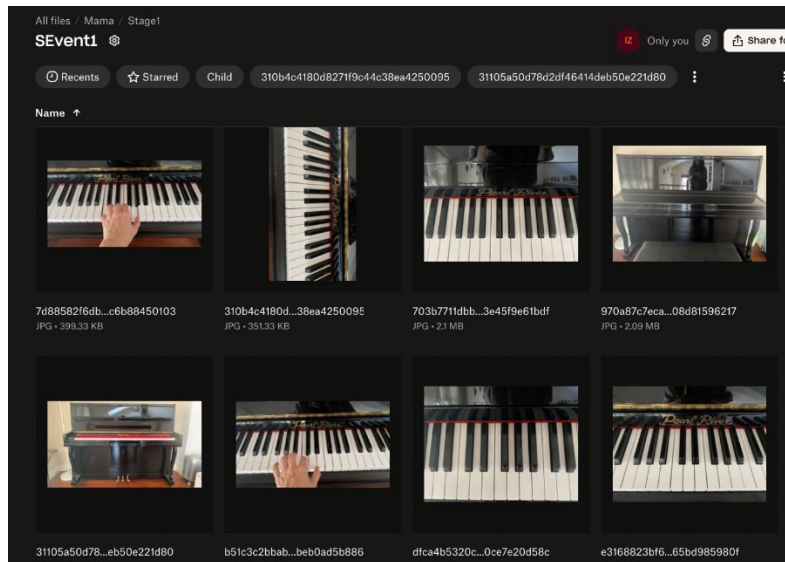 All files / Mama / Stage1
SEvent1
IZ Only you Share fo
Recents Starred Child 310b4c4180d8271f9c44c38ea4250095 31105a50d78d2df46414deb50e221d80
Name ↑
Pearl River
Pearl River
7d88582f6db...c6b88450103 310b4c4180d...38ea4250095 703b7711dbb...3e45f9e61bdf 970a87c7eca...08d81596217
JPG • 399.33 KB JPG • 351.33 KB JPG • 2.1 MB JPG • 2.09 MB
Pearl River Pearl River
31105a50d78...eb50e221d80 b51c3c2bbab...beb0ad5b886 dfca4b5320c...0ce7e20d58c e3168823bf6...65bd985980f